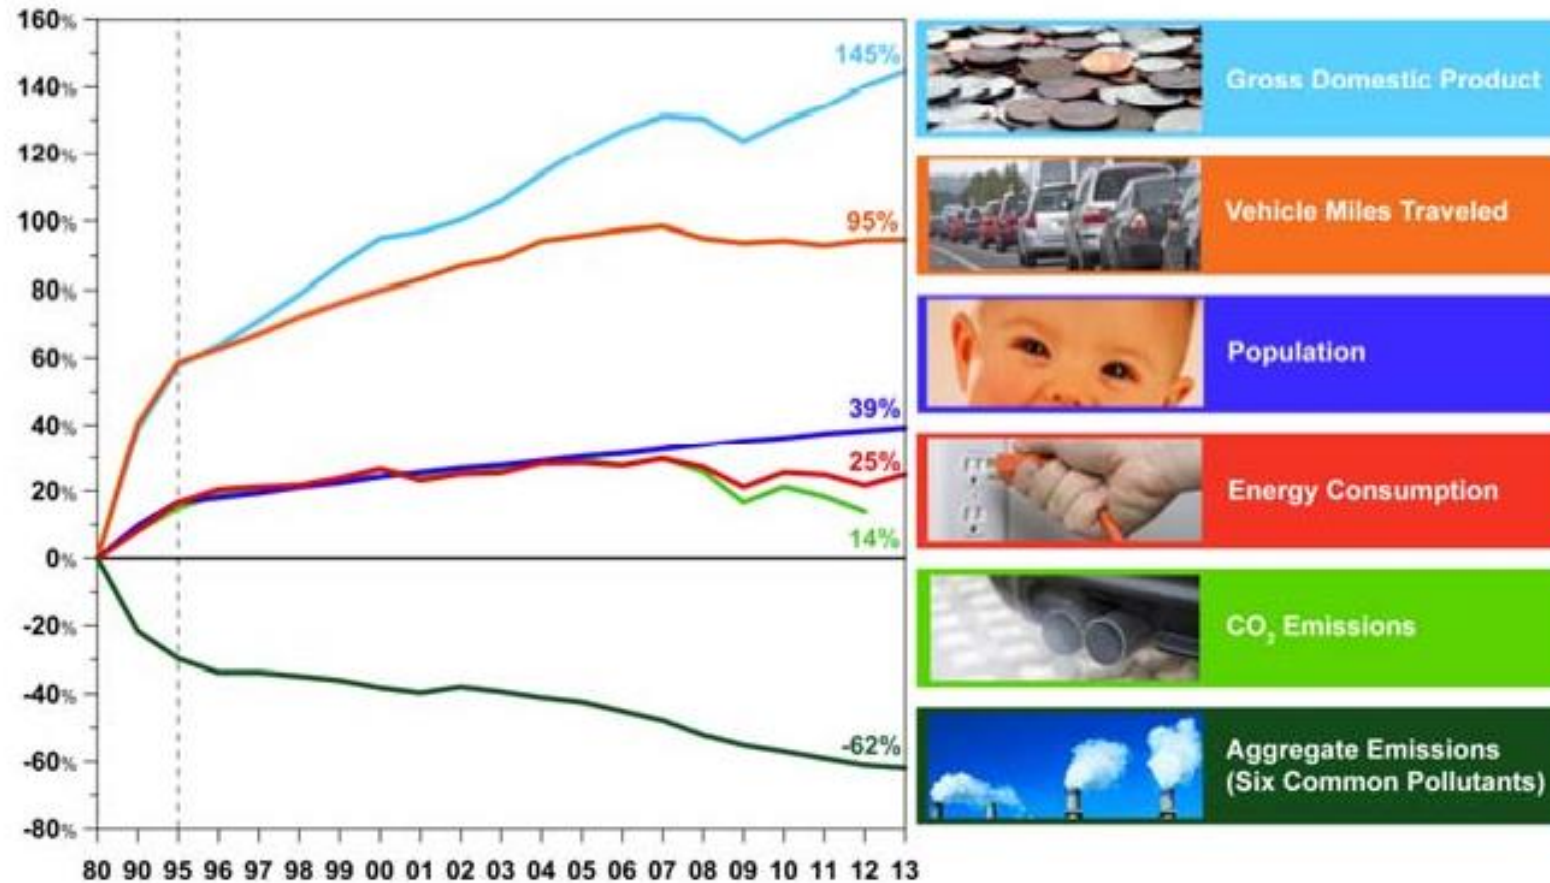 160%
140%
120%
100%
80%
60%
40%
20%
0%
-20%
-40%
-60%
-80%
80 90 95 96 97 98 99 00 01 02 03 04 05 06 07 08 09 10 11 12 13
145%
95%
39%
25%
14%
-62%
Gross Domestic Product
Vehicle Miles Traveled
Population
Energy Consumption
CO₂ Emissions
Aggregate Emissions
(Six Common Pollutants)